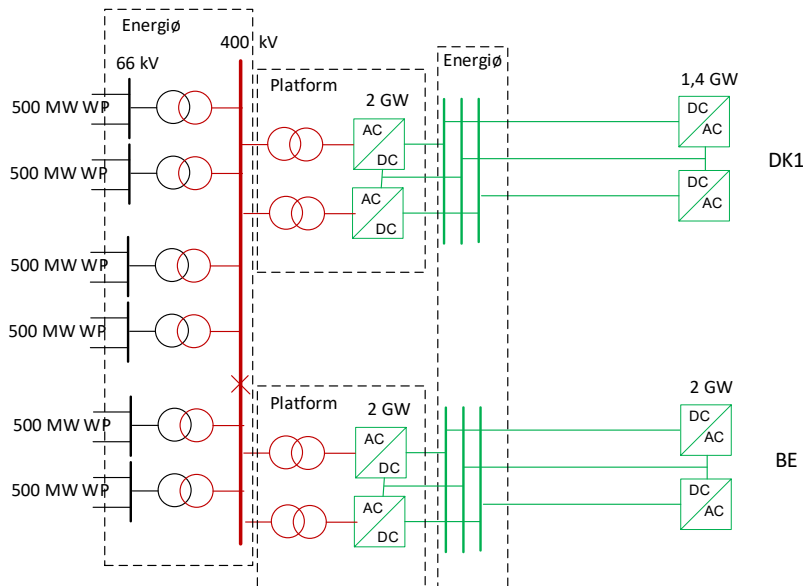 Energiø
400 kV
66 kV
Energiø
Platform
2 GW
1,4 GW
500 MW WP
AC
DC
DC
AC
500 MW WP
DK1
AC
DC
DC
AC
500 MW WP
500 MW WP
Platform
2 GW
2 GW
500 MW WP
AC
DC
DC
AC
BE
500 MW WP
AC
DC
DC
AC